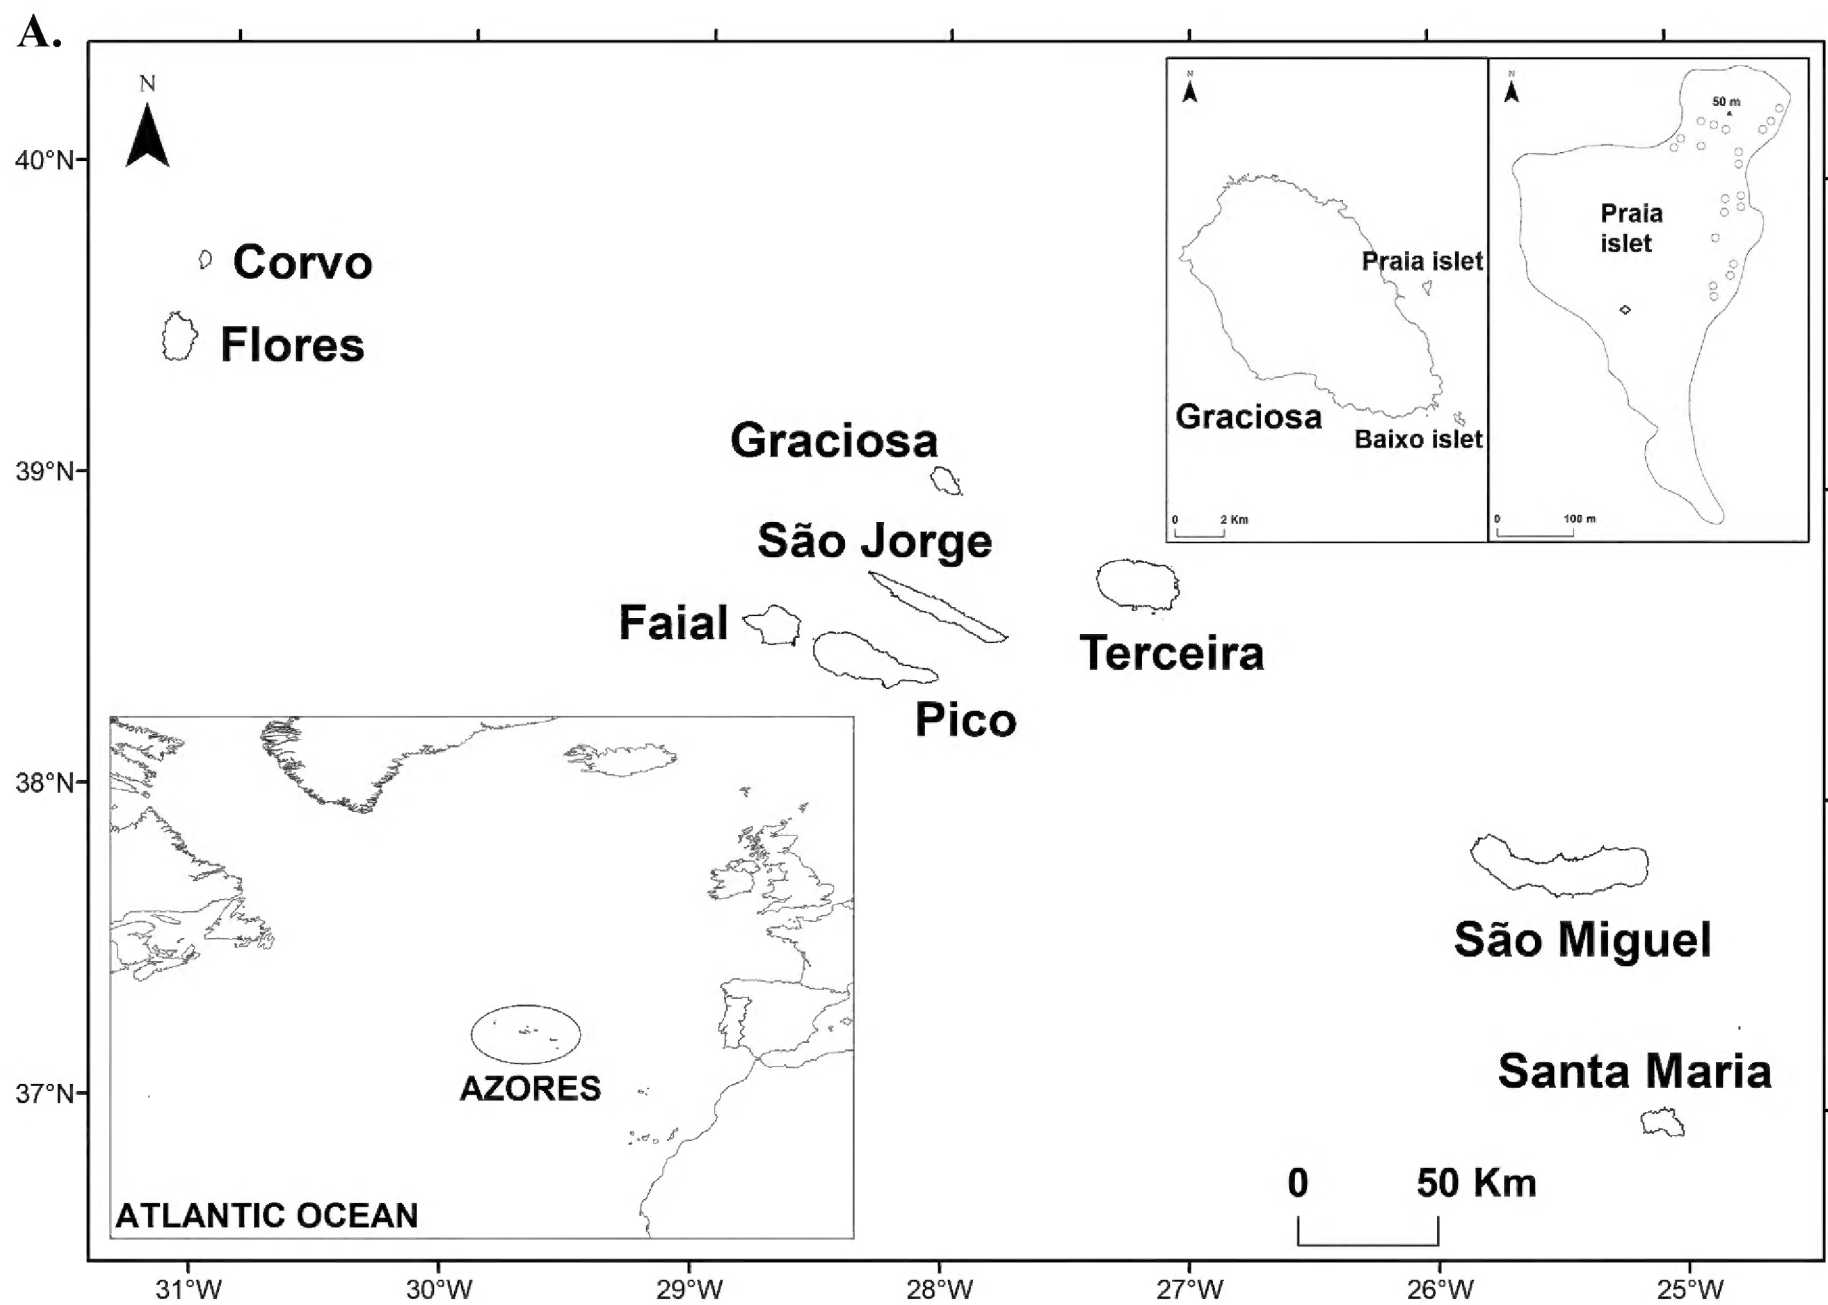 A.
N
40°N
39°N
38°N
37°N
Corvo
Flores
Graciosa
São Jorge
Faial
Pico
Terceira
São Miguel
Santa Maria
N
Praia islet
Graciosa
Baixo islet
0 2 Km
N
50 m
Praia
islet
0 100 m
AZORES
ATLANTIC OCEAN
0 50 Km
31°W 30°W 29°W 28°W 27°W 26°W 25°W